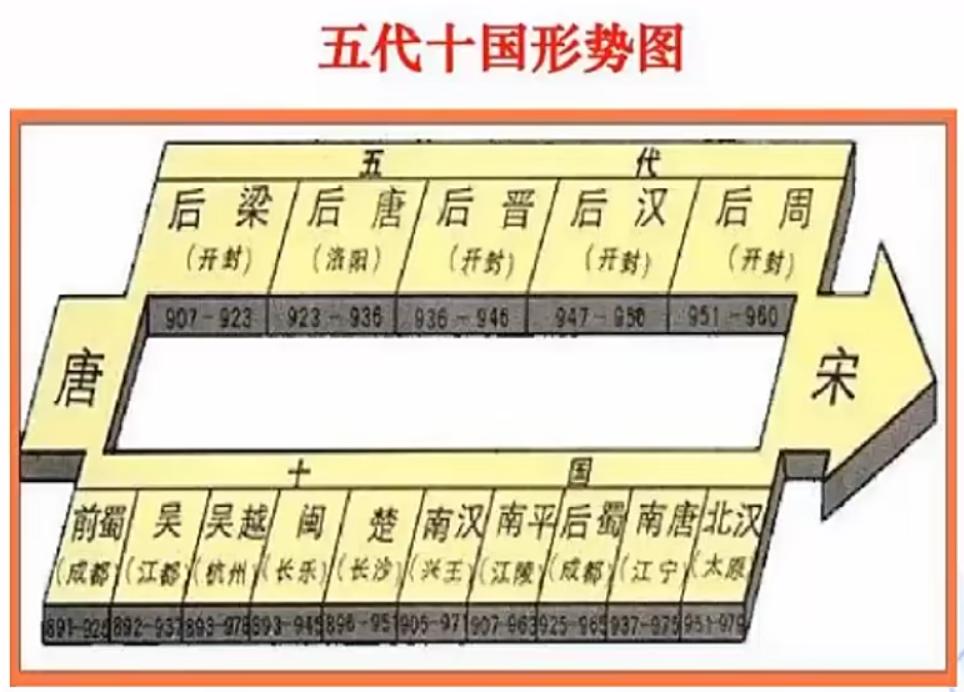 五代十国形势图
五 代
后梁 后唐 后晋 后汉 后周
(开封) (洛阳) (开封) (开封) (开封)
907-923 923-936 936-946 947-950 951-960
唐 宋
十 国
前蜀 吴 吴越 闽 楚 南汉 南平 后蜀 南唐 北汉
(成都) (江都) (杭州) (长乐) (长沙) (兴王) (江陵) (成都) (江宁) (太原)
891-925 892-937 893-978 893-945 896-951 905-971 907-963 925-965 937-975 951-979